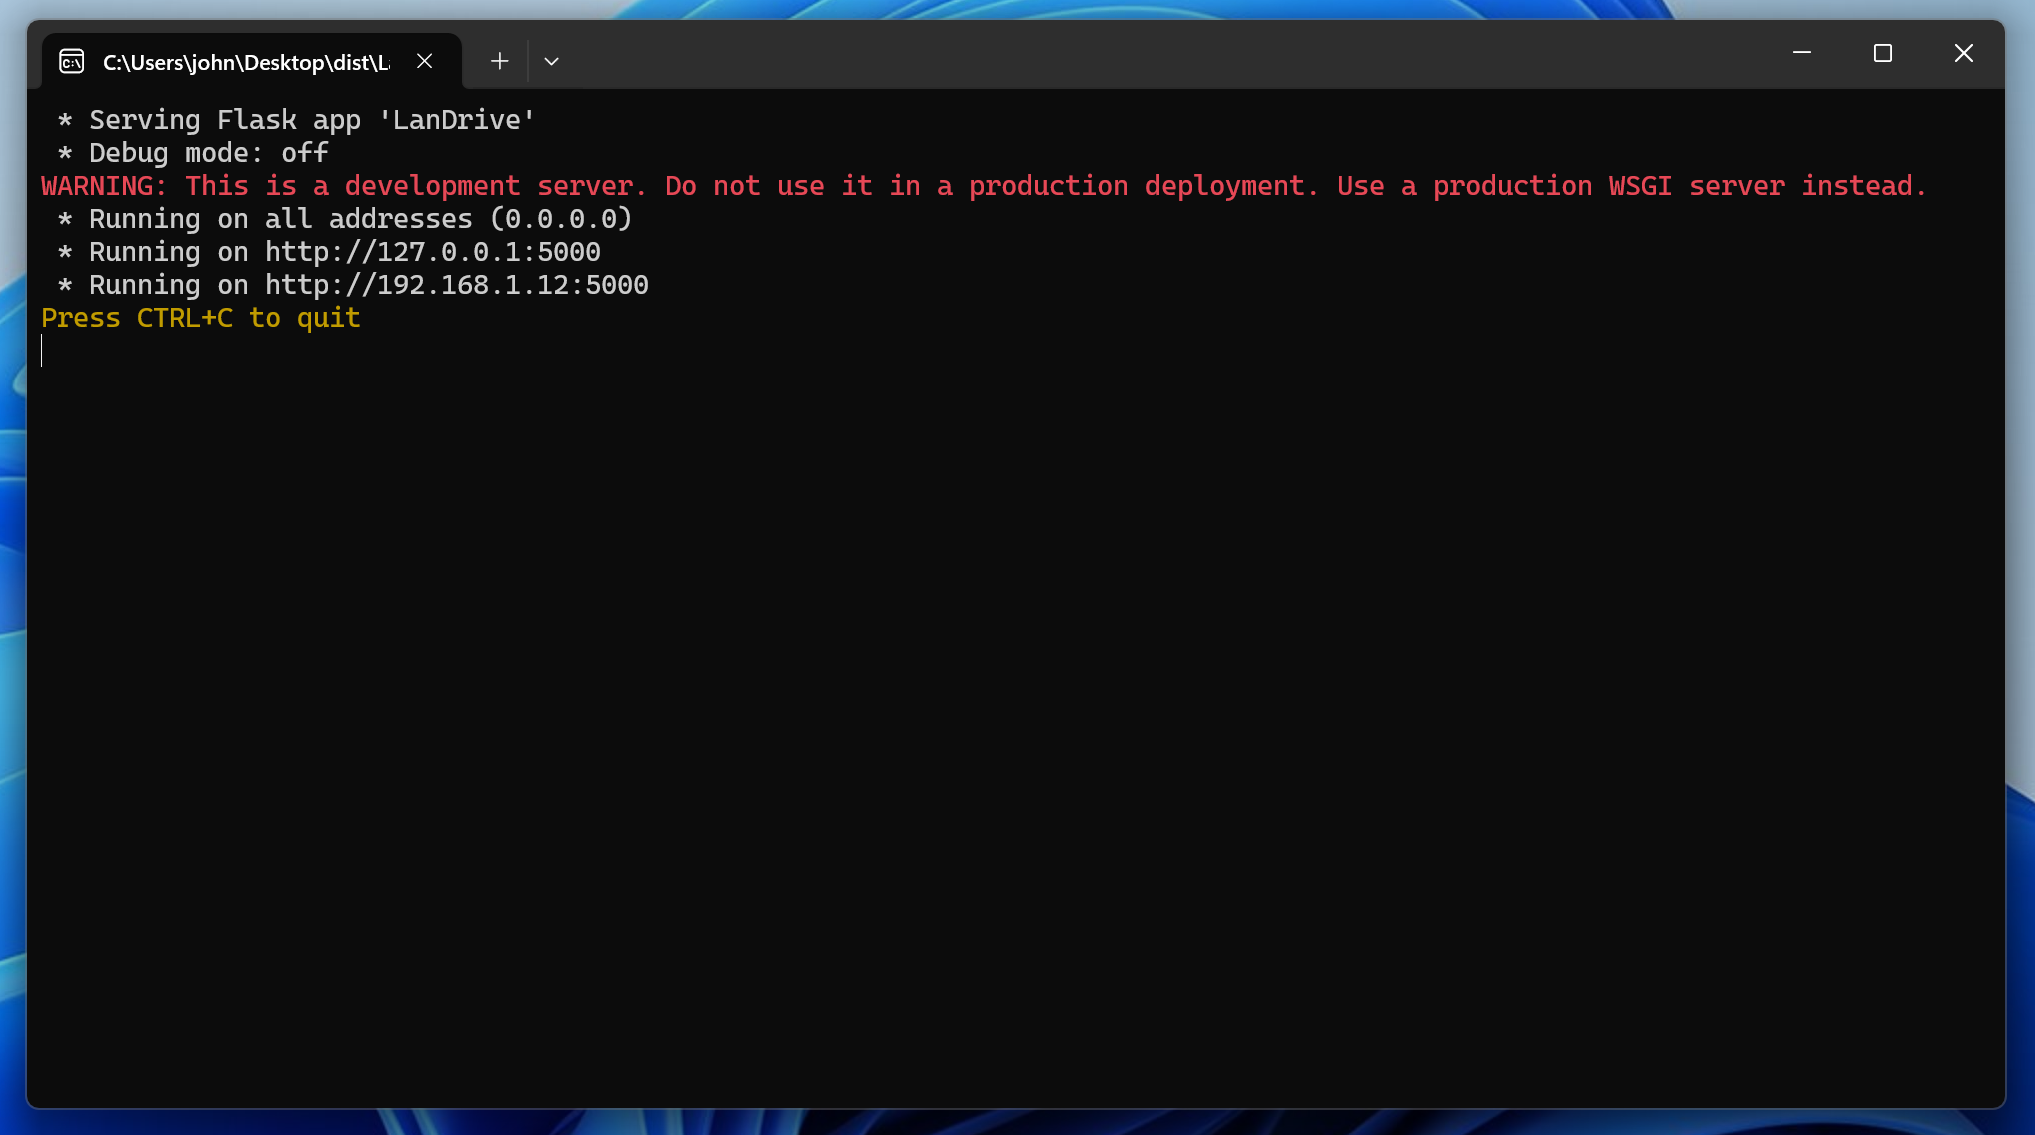 C:\Users\john\Desktop\dist\L
* Serving Flask app 'LanDrive'
* Debug mode: off
WARNING: This is a development server. Do not use it in a production deployment. Use a production WSGI server instead.
* Running on all addresses (0.0.0.0)
* Running on http://127.0.0.1:5000
* Running on http://192.168.1.12:5000
Press CTRL+C to quit